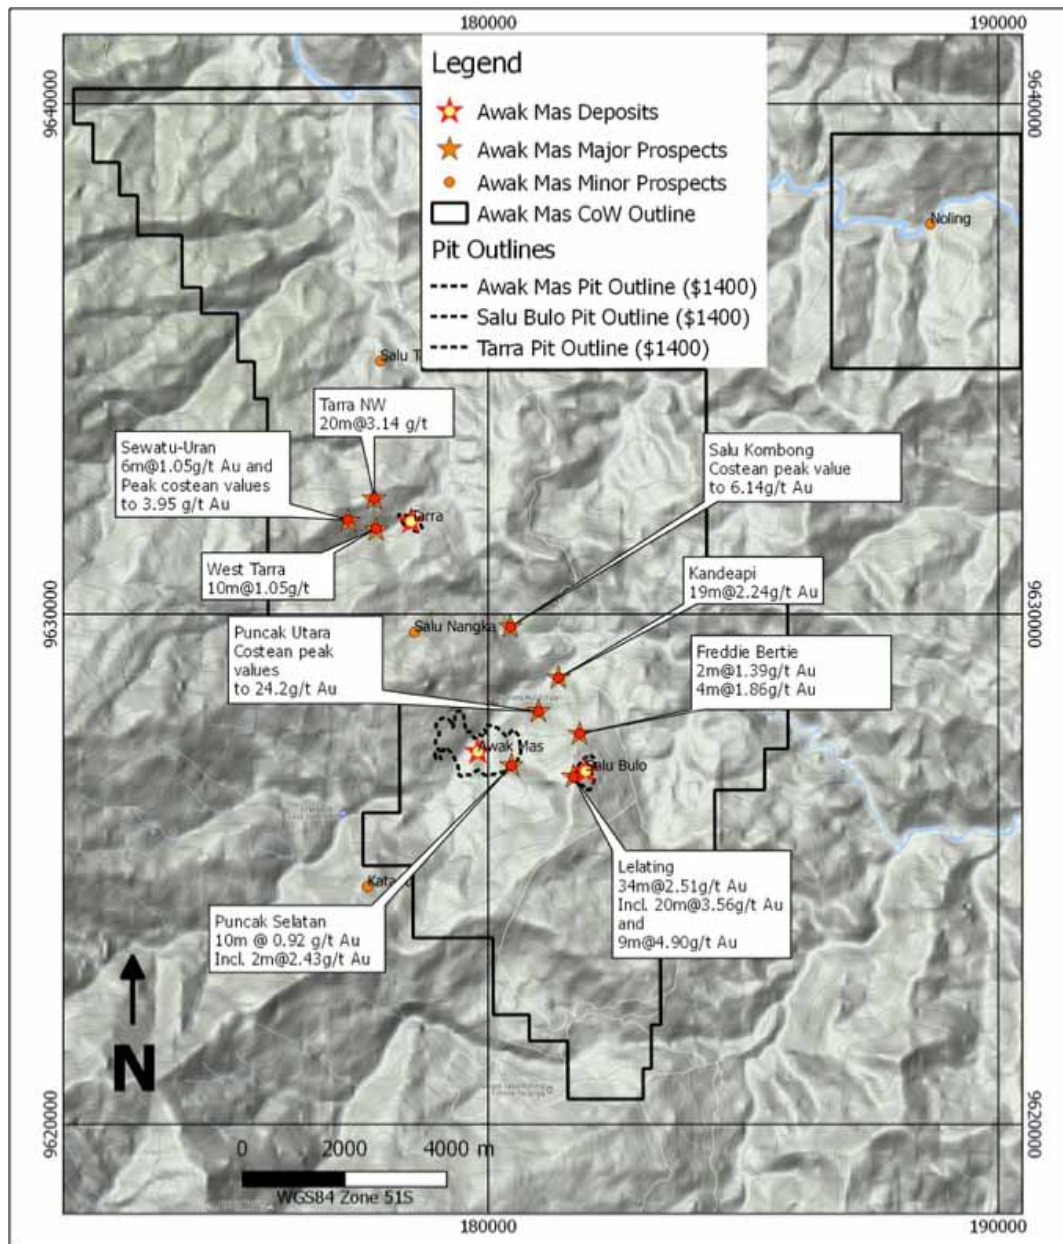 180000
190000
9640000
9640000
Legend
Awak Mas Deposits
Awak Mas Major Prospects
Awak Mas Minor Prospects
Awak Mas CoW Outline
Pit Outlines
Awak Mas Pit Outline ($1400)
Salu Bulo Pit Outline ($1400)
Tarra Pit Outline ($1400)
Noling
Salu T
Tarra NW
20m@3.14 g/t
Sewatu-Uran
6m@1.05g/t Au and
Peak costean values
to 3.95 g/t Au
Salu Kombong
Costean peak value
to 6.14g/t Au
Tarra
West Tarra
10m@1.05g/t
Kandeapi
19m@2.24g/t Au
9630000
9630000
Salu Nangka
Puncak Utara
Costean peak
values
to 24.2g/t Au
Freddie Bertie
2m@1.39g/t Au
4m@1.86g/t Au
Awak Mas
Salu Bulo
Lelating
34m@2.51g/t Au
Incl. 20m@3.56g/t Au
and
9m@4.90g/t Au
Puncak Selatan
10m @ 0.92 g/t Au
Incl. 2m@2.43g/t Au
N
9620000
9620000
0 2000 4000 m
WGS84 Zone 51S
180000
190000